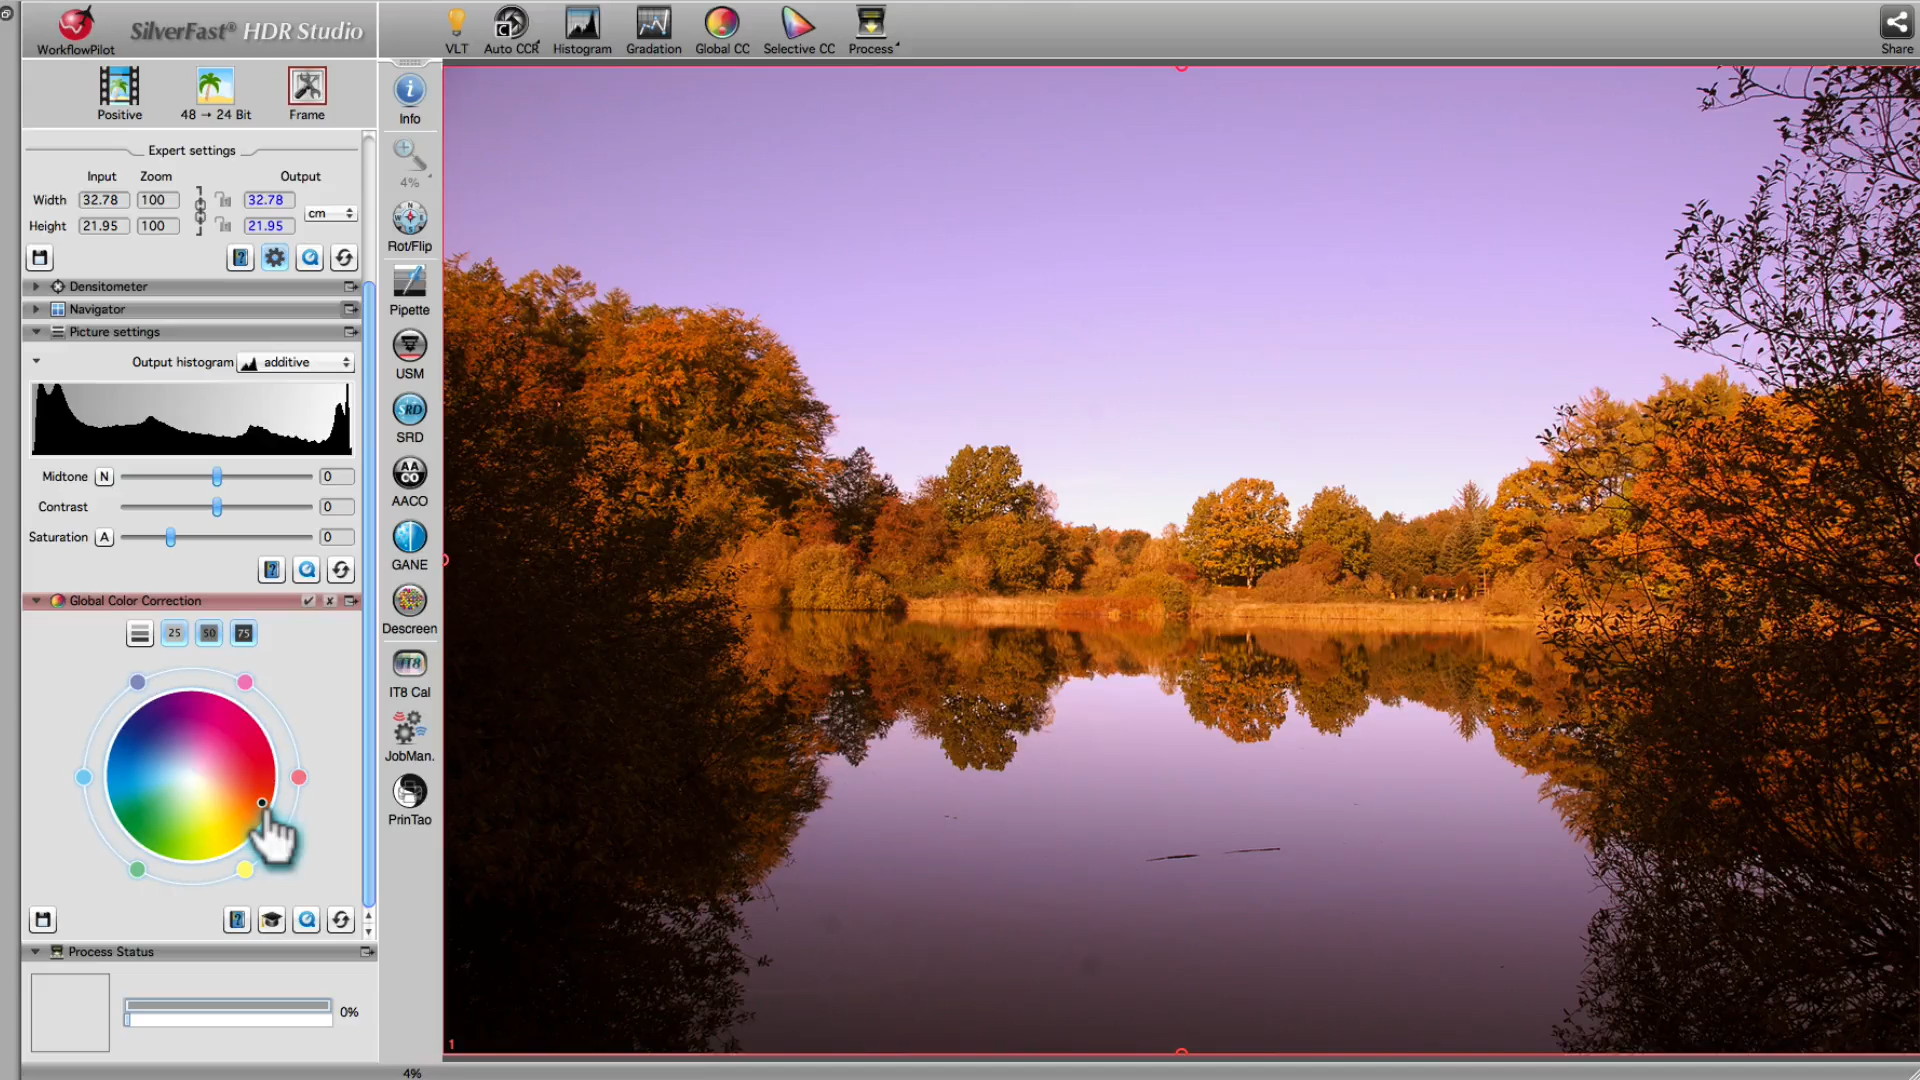 WorkflowPilot
SilverFast® HDR Studio
VLT
Auto CCR
Histogram
Gradation
Global CC
Selective CC
Process
Share
Positive
48 → 24 Bit
Frame
Expert settings
Input Zoom Output
Width 32.78 100 32.78 cm
Height 21.95 100 21.95
Densitometer
Navigator
Picture settings
Output histogram additive
Midtone N 0
Contrast 0
Saturation A 0
Global Color Correction
25 50 75
Process Status
0%
Info
4%
N
W E
S
Rot/Flip
Pipette
USM
SRD
SRD
AA
CO
AACO
GANE
Descreen
IT8
IT8 Cal
JobMan.
PrinTao
1
4%